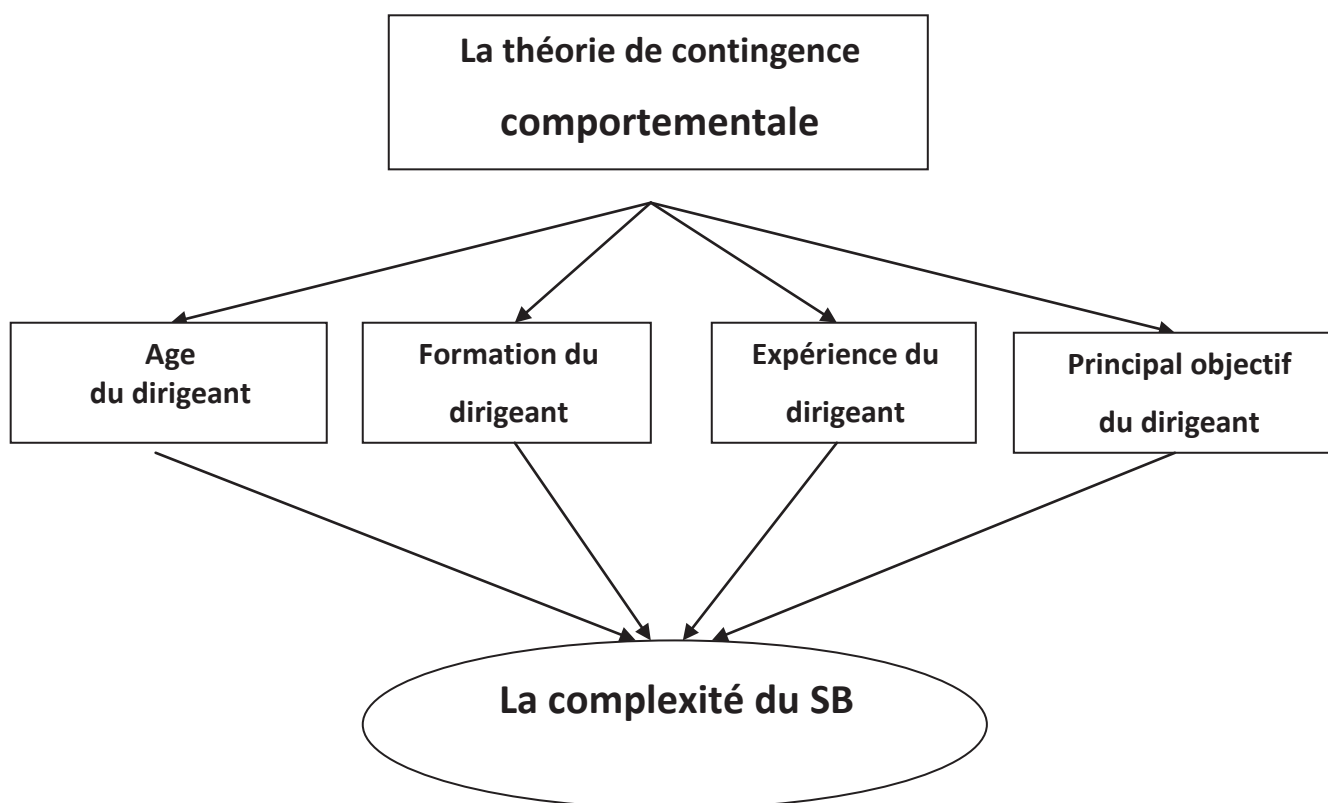 La théorie de contingence
comportementale
Age
du dirigeant
Formation du
dirigeant
Expérience du
dirigeant
Principal objectif
du dirigeant
La complexité du SB